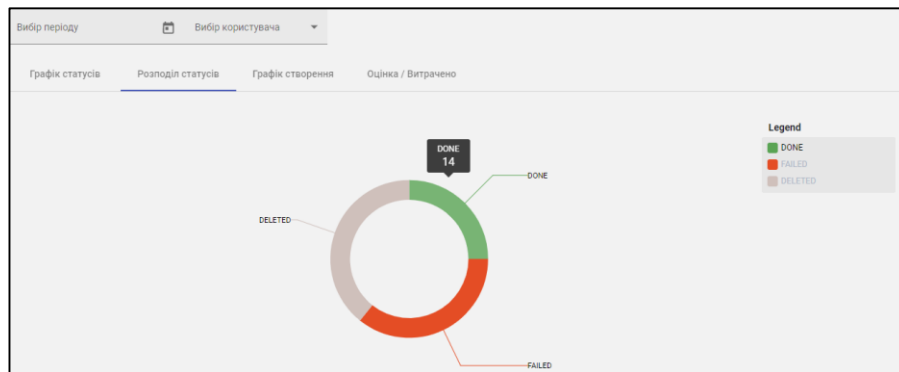 Вибір періоду
Вибір користувача
Графік статусів
Розподіл статусів
Графік створення
Оцінка / Витрачено
Legend
DONE
FAILED
DELETED
DONE
14
DONE
DELETED
FAILED